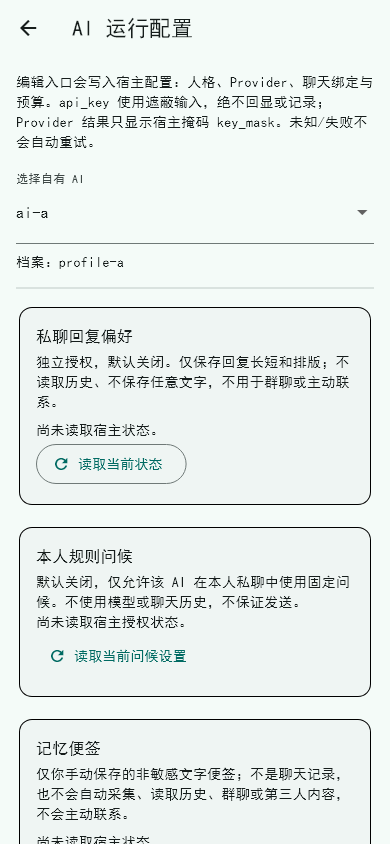 AI 运行配置
编辑入口会写入宿主配置：人格、Provider、聊天绑定与
预算。api_key 使用遮蔽输入，绝不回显或记录；
Provider 结果只显示宿主掩码 key_mask。未知/失败不
会自动重试。
选择自有 AI
ai-a
档案：profile-a
私聊回复偏好
独立授权，默认关闭。仅保存回复长短和排版；不
读取历史、不保存任意文字，不用于群聊或主动联
系。
尚未读取宿主状态。
读取当前状态
本人规则问候
默认关闭，仅允许该 AI 在本人私聊中使用固定问
候。不使用模型或聊天历史，不保证发送。
尚未读取宿主授权状态。
读取当前问候设置
记忆便签
仅你手动保存的非敏感文字便签；不是聊天记录，
也不会自动采集、读取历史、群聊或第三人内容，
不会主动联系。
尚未读取宿主状态。